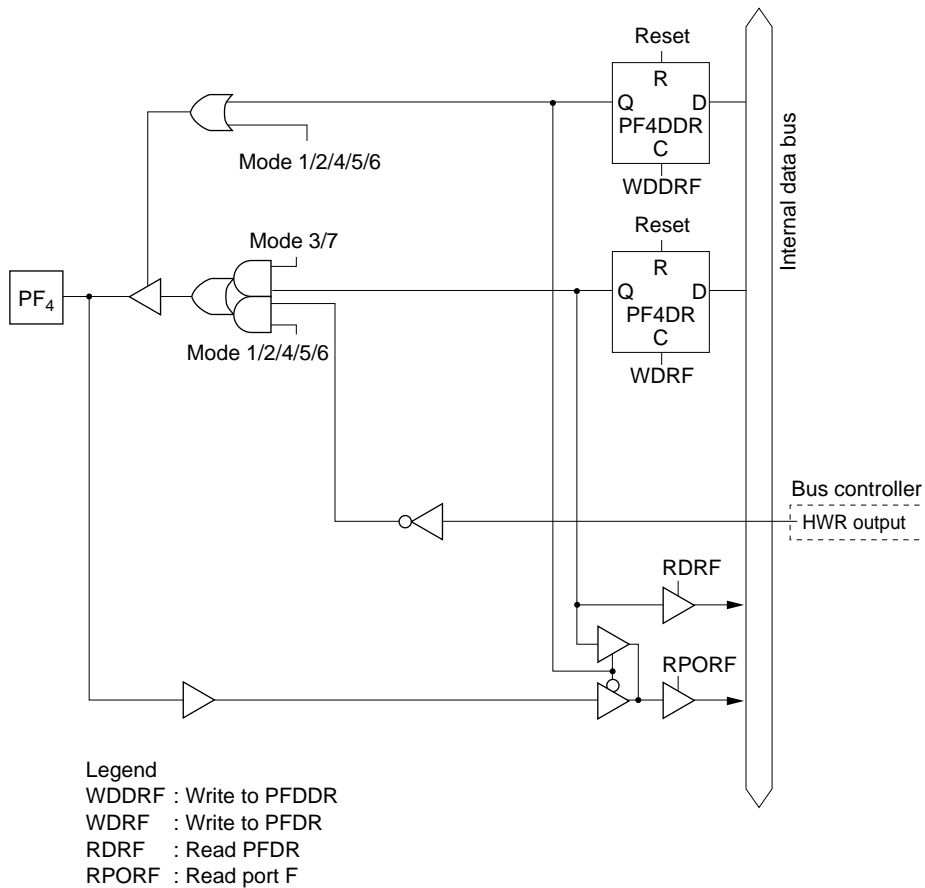 Reset
R
Q D
PF4DDR
C
WDDRF
Mode 1/2/4/5/6
Internal data bus
Reset
R
Q D
PF4DR
C
WDRF
Mode 3/7
PF4
Mode 1/2/4/5/6
Bus controller
HWR output
RDRF
RPORF
Legend
WDDRF : Write to PFDDR
WDRF : Write to PFDR
RDRF : Read PFDR
RPORF : Read port F